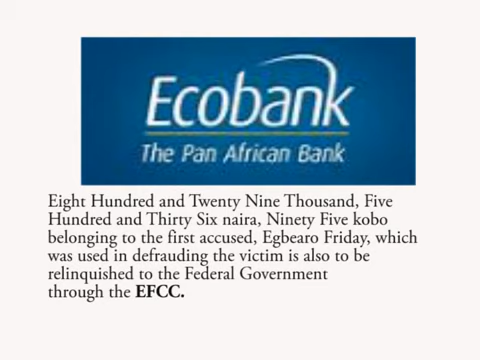 Ecobank
The Pan African Bank
Eight Hundred and Twenty Nine Thousand, Five
Hundred and Thirty Six naira, Ninety Five kobo
belonging to the first accused, Egbearo Friday, which
was used in defrauding the victim is also to be
relinquished to the Federal Government
through the EFCC.